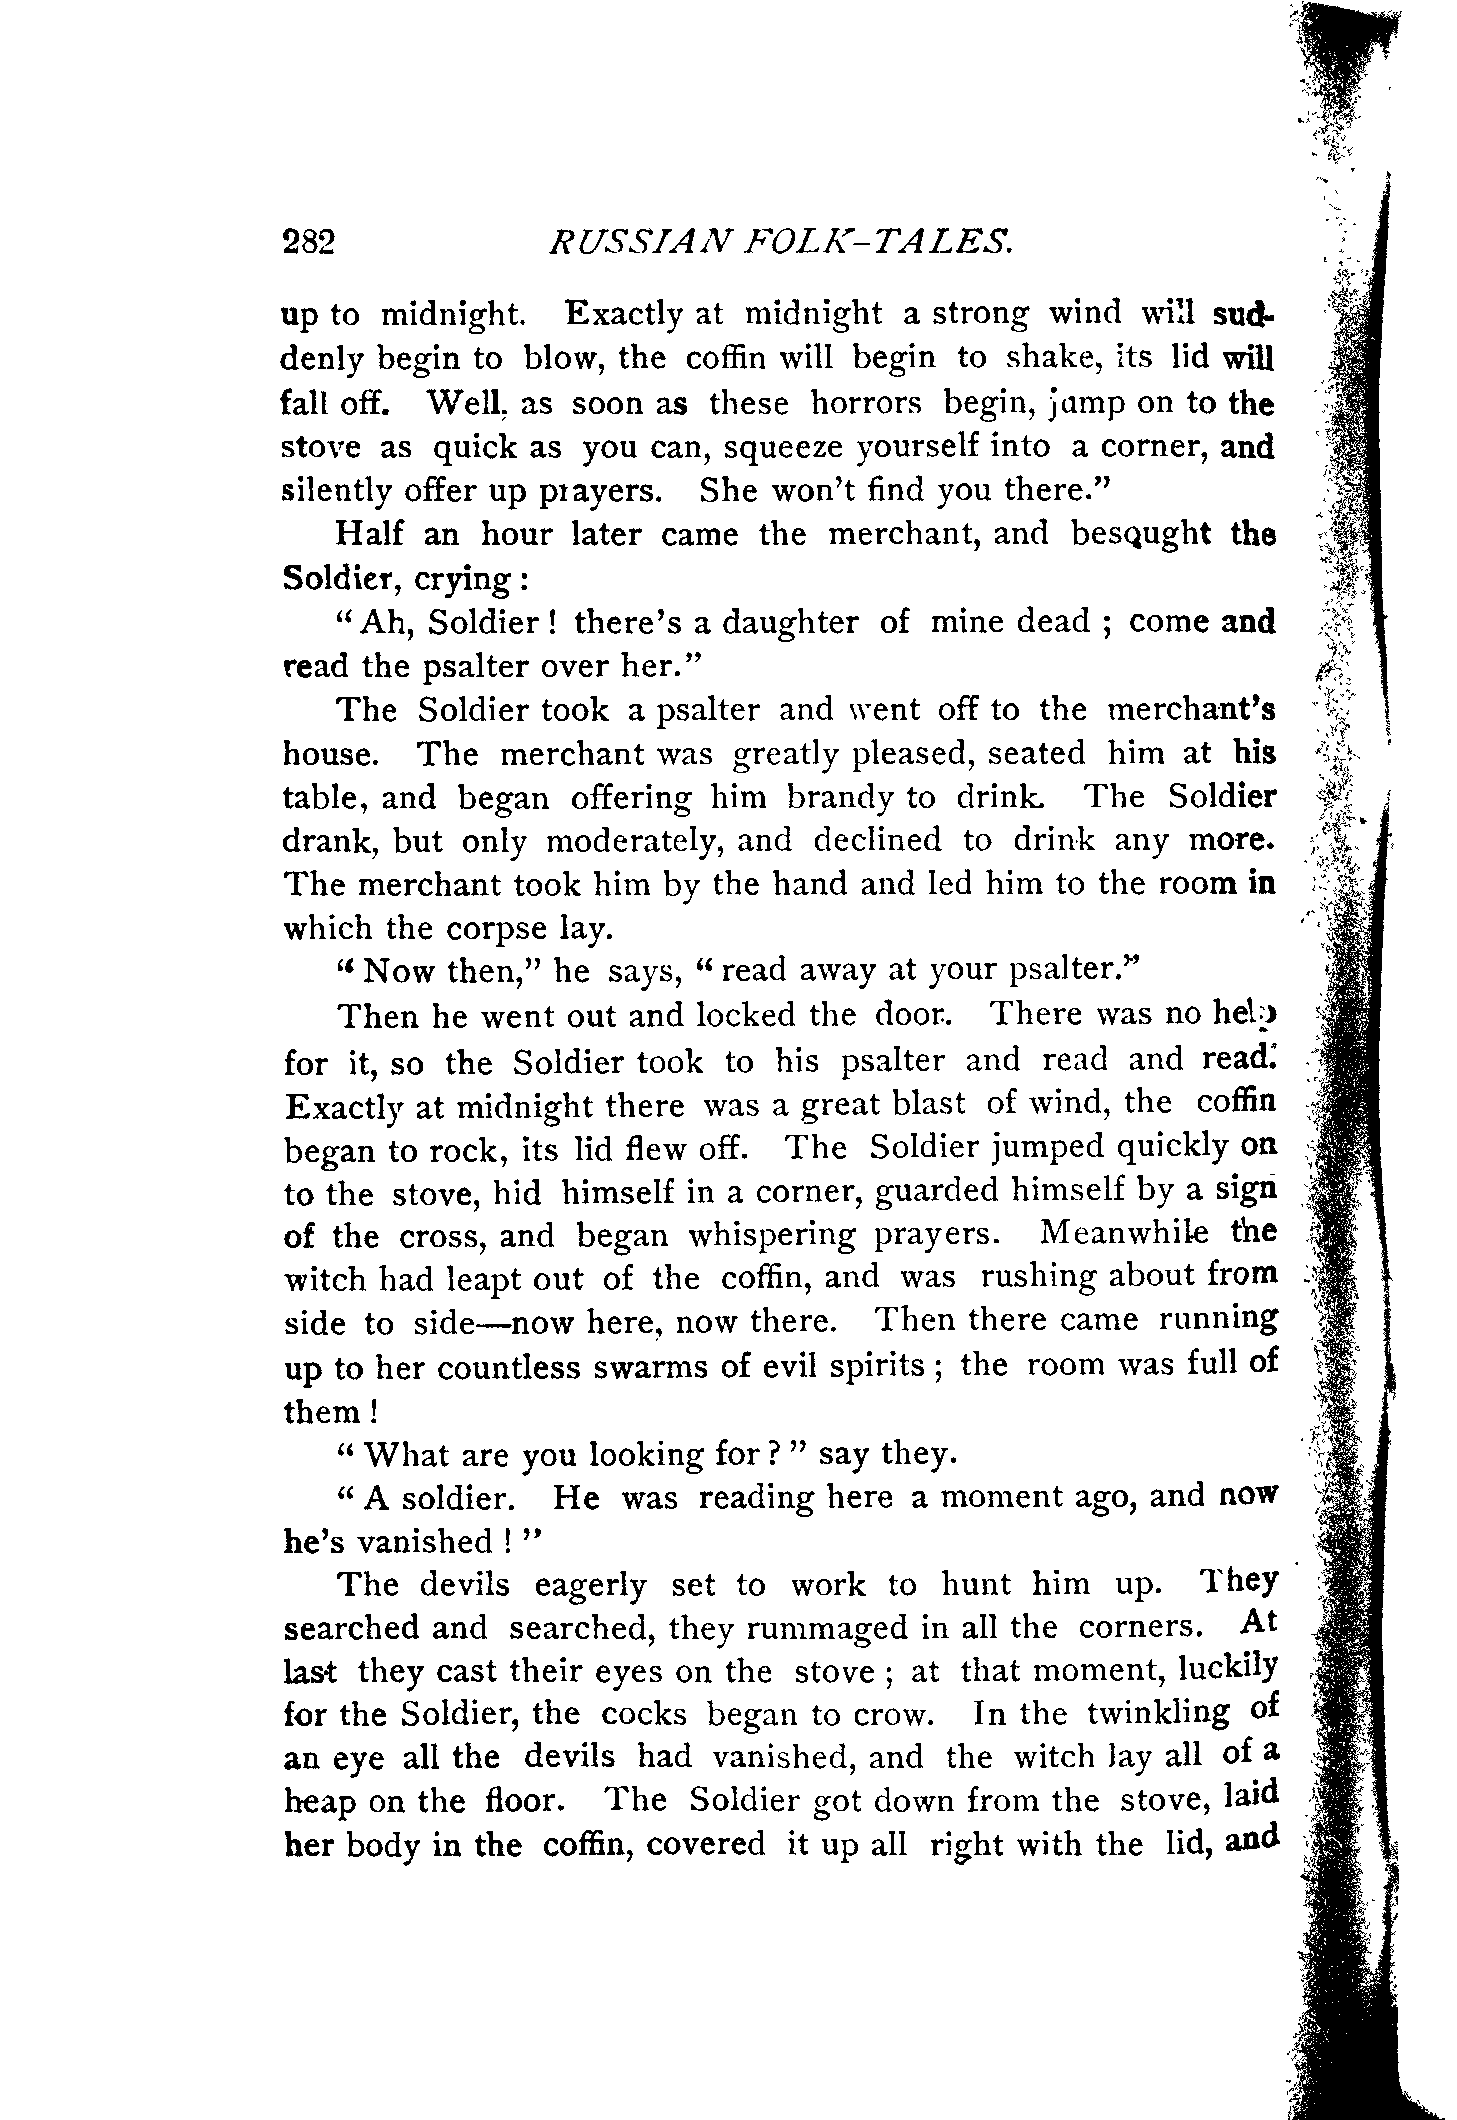 282 RUSSIAN FOLK-TALES.
up to midnight. Exactly at midnight a strong wind will sud-
denly begin to blow, the coffin will begin to shake, its lid will
fall off. Well, as soon as these horrors begin, jump on to the
stove as quick as you can, squeeze yourself into a corner, and
silently offer up prayers. She won't find you there."
Half an hour later came the merchant, and besought the
Soldier, crying :
"Ah, Soldier! there's a daughter of mine dead ; come and
read the psalter over her."
The Soldier took a psalter and went off to the merchant's
house. The merchant was greatly pleased, seated him at his
table, and began offering him brandy to drink. The Soldier
drank, but only moderately, and declined to drink any more.
The merchant took him by the hand and led him to the room in
which the corpse lay.
"Now then," he says, "read away at your psalter."
Then he went out and locked the door. There was no help
for it, so the Soldier took to his psalter and read and read.
Exactly at midnight there was a great blast of wind, the coffin
began to rock, its lid flew off. The Soldier jumped quickly on
to the stove, hid himself in a corner, guarded himself by a sign
of the cross, and began whispering prayers. Meanwhile the
witch had leapt out of the coffin, and was rushing about from
side to side—now here, now there. Then there came running
up to her countless swarms of evil spirits ; the room was full of
them !
"What are you looking for ? " say they.
"A soldier. He was reading here a moment ago, and now
he's vanished ! "
The devils eagerly set to work to hunt him up. They
searched and searched, they rummaged in all the corners. At
last they cast their eyes on the stove ; at that moment, luckily
for the Soldier, the cocks began to crow. In the twinkling of
an eye all the devils had vanished, and the witch lay all of a
heap on the floor. The Soldier got down from the stove, laid
her body in the coffin, covered it up all right with the lid, and